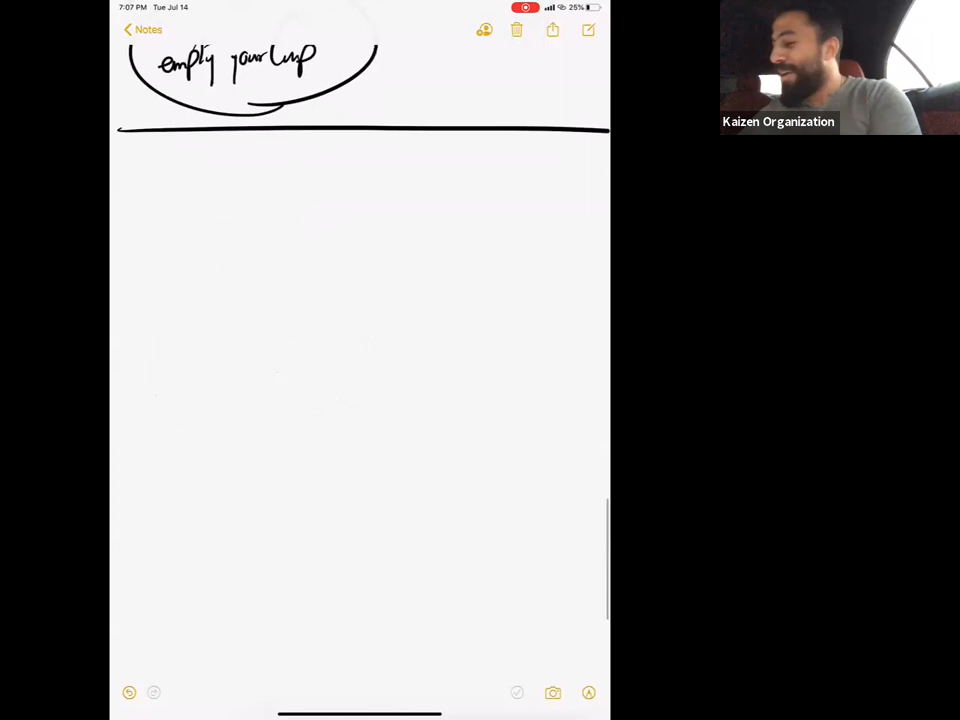 7:07 PM Tue Jul 14
25%
Notes
empty your cup
Kaizen Organization